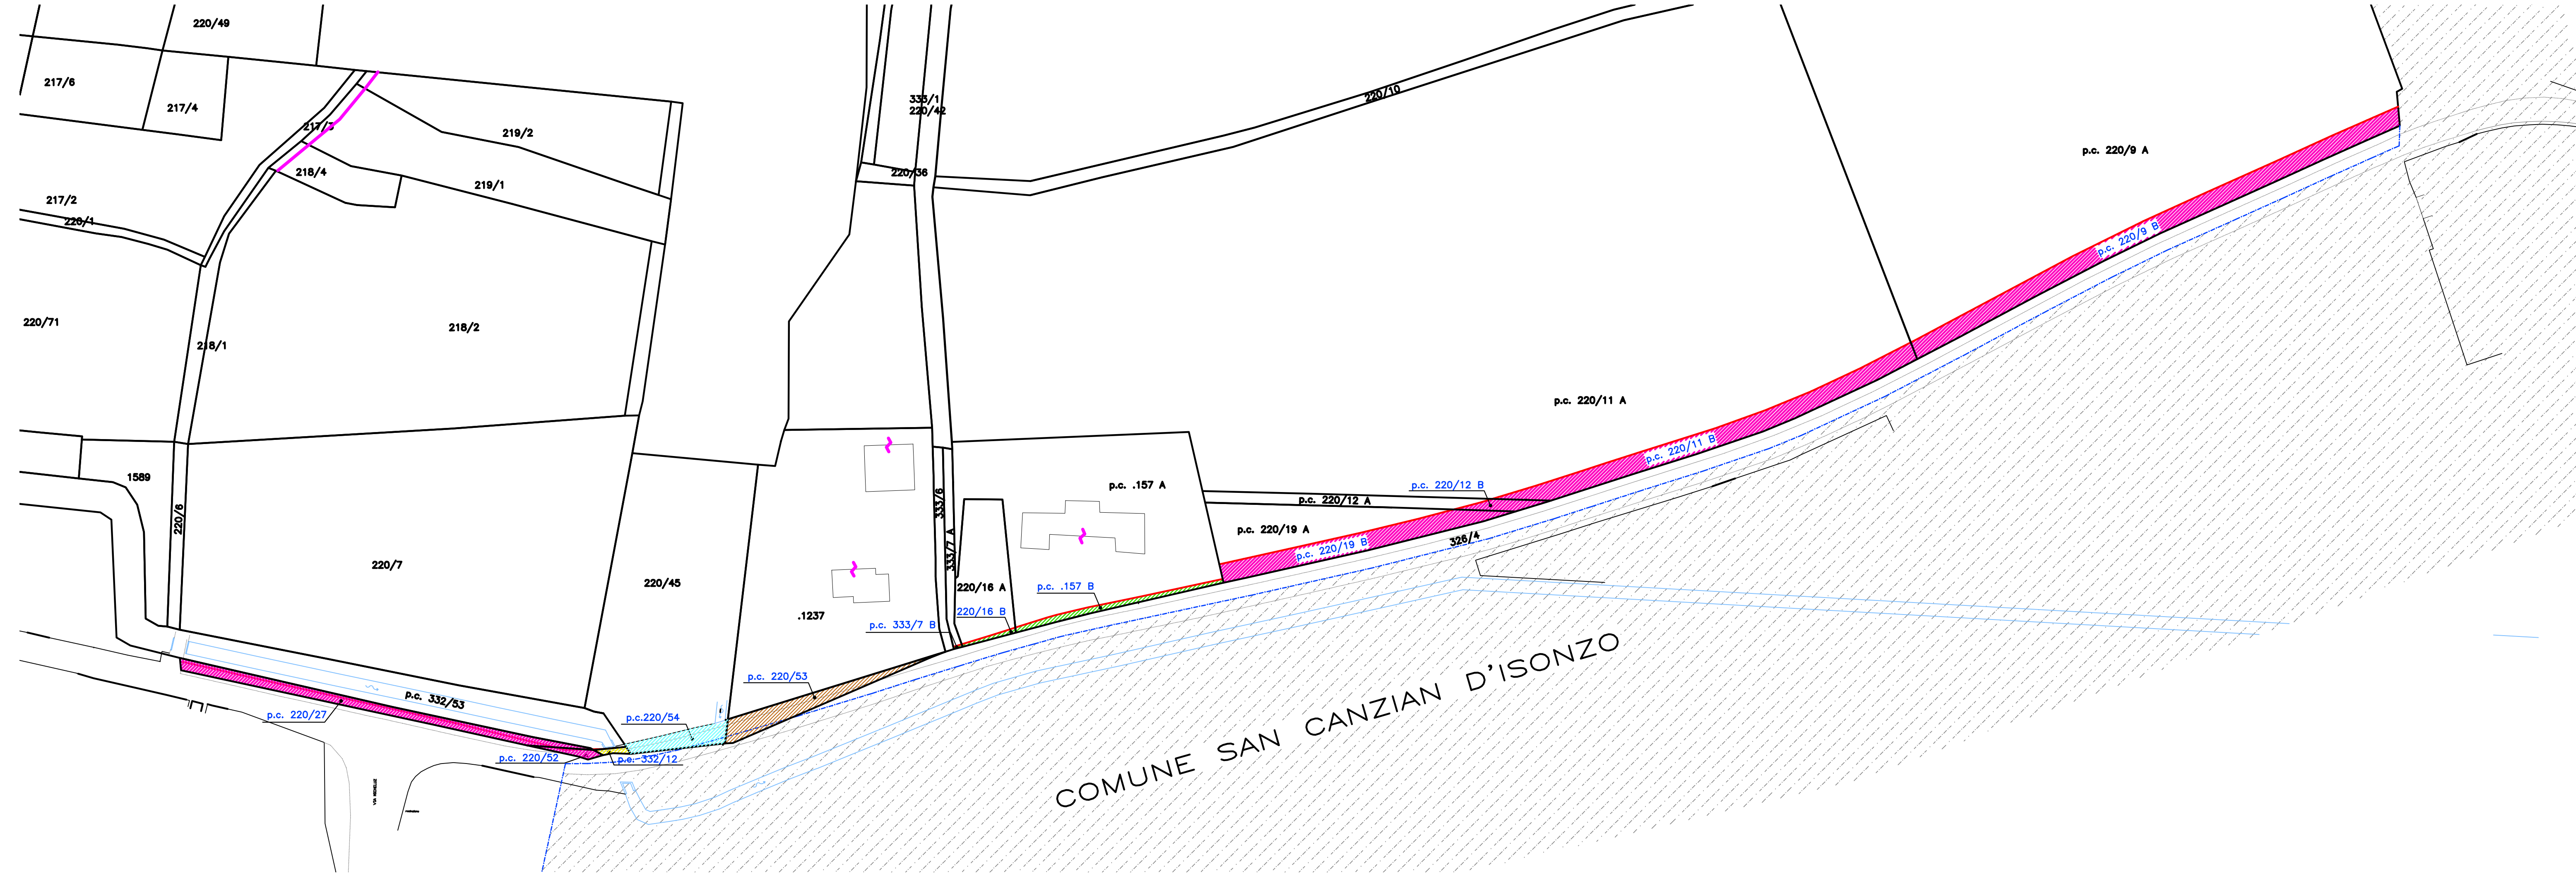 220/49
217/6
217/4
217/3
219/2
218/4
219/1
217/2
220/1
220/71
218/1
218/2
333/1
220/42
220/36
220/10
p.c. 220/9 A
p.c. 220/9 B
p.c. 220/11 A
p.c. 220/11 B
p.c. 220/12 B
p.c. 220/12 A
p.c. .157 A
p.c. 220/19 A
p.c. 220/19 B
326/4
1589
220/6
220/7
220/45
333/6
333/7 A
220/16 A
p.c. .157 B
220/16 B
p.c. 333/7 B
.1237
p.c. 220/53
p.c. 332/53
p.c. 220/27
p.c.220/54
p.c. 220/52
p.e. 332/12
COMUNE SAN CANZIAN D'ISONZO